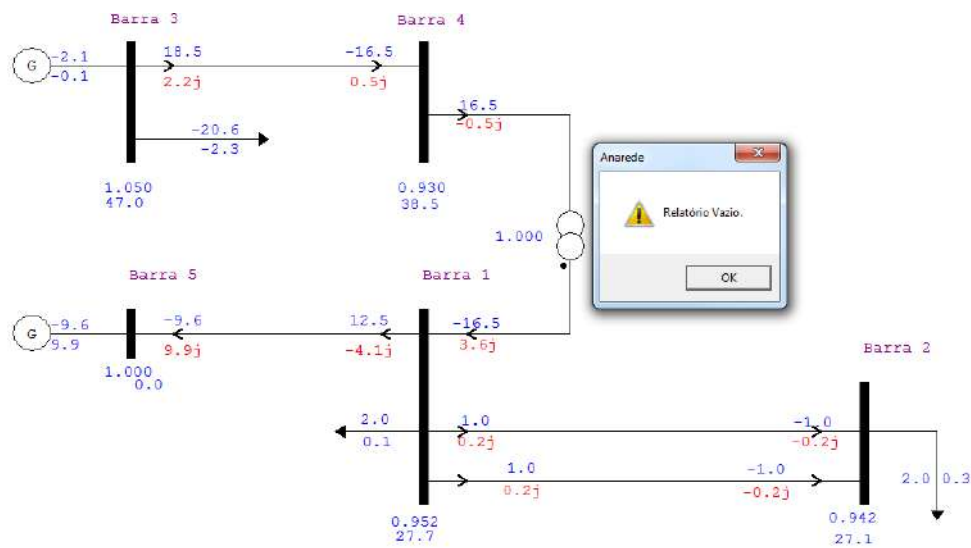 Barra 3
Barra 4
G
-2.1
-0.1
18.5
2.2j
-16.5
0.5j
-20.6
-2.3
16.5
-0.5j
1.050
47.0
0.930
38.5
1.000
Anarede
Relatório Vazio.
OK
Barra 5
Barra 1
G
-9.6
9.9
-9.6
9.9j
12.5
-4.1j
-16.5
3.6j
1.000
0.0
Barra 2
2.0
0.1
1.0
0.2j
-1.0
-0.2j
1.0
0.2j
-1.0
-0.2j
2.0 0.3
0.952
27.7
0.942
27.1